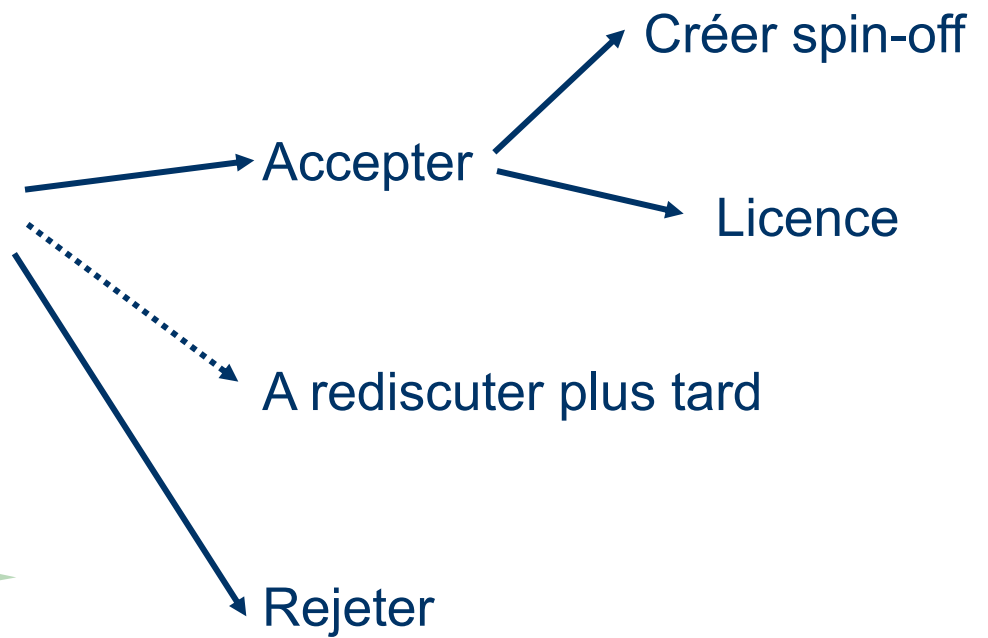 Créer spin-off
Accepter
Licence
A rediscuter plus tard
Rejeter